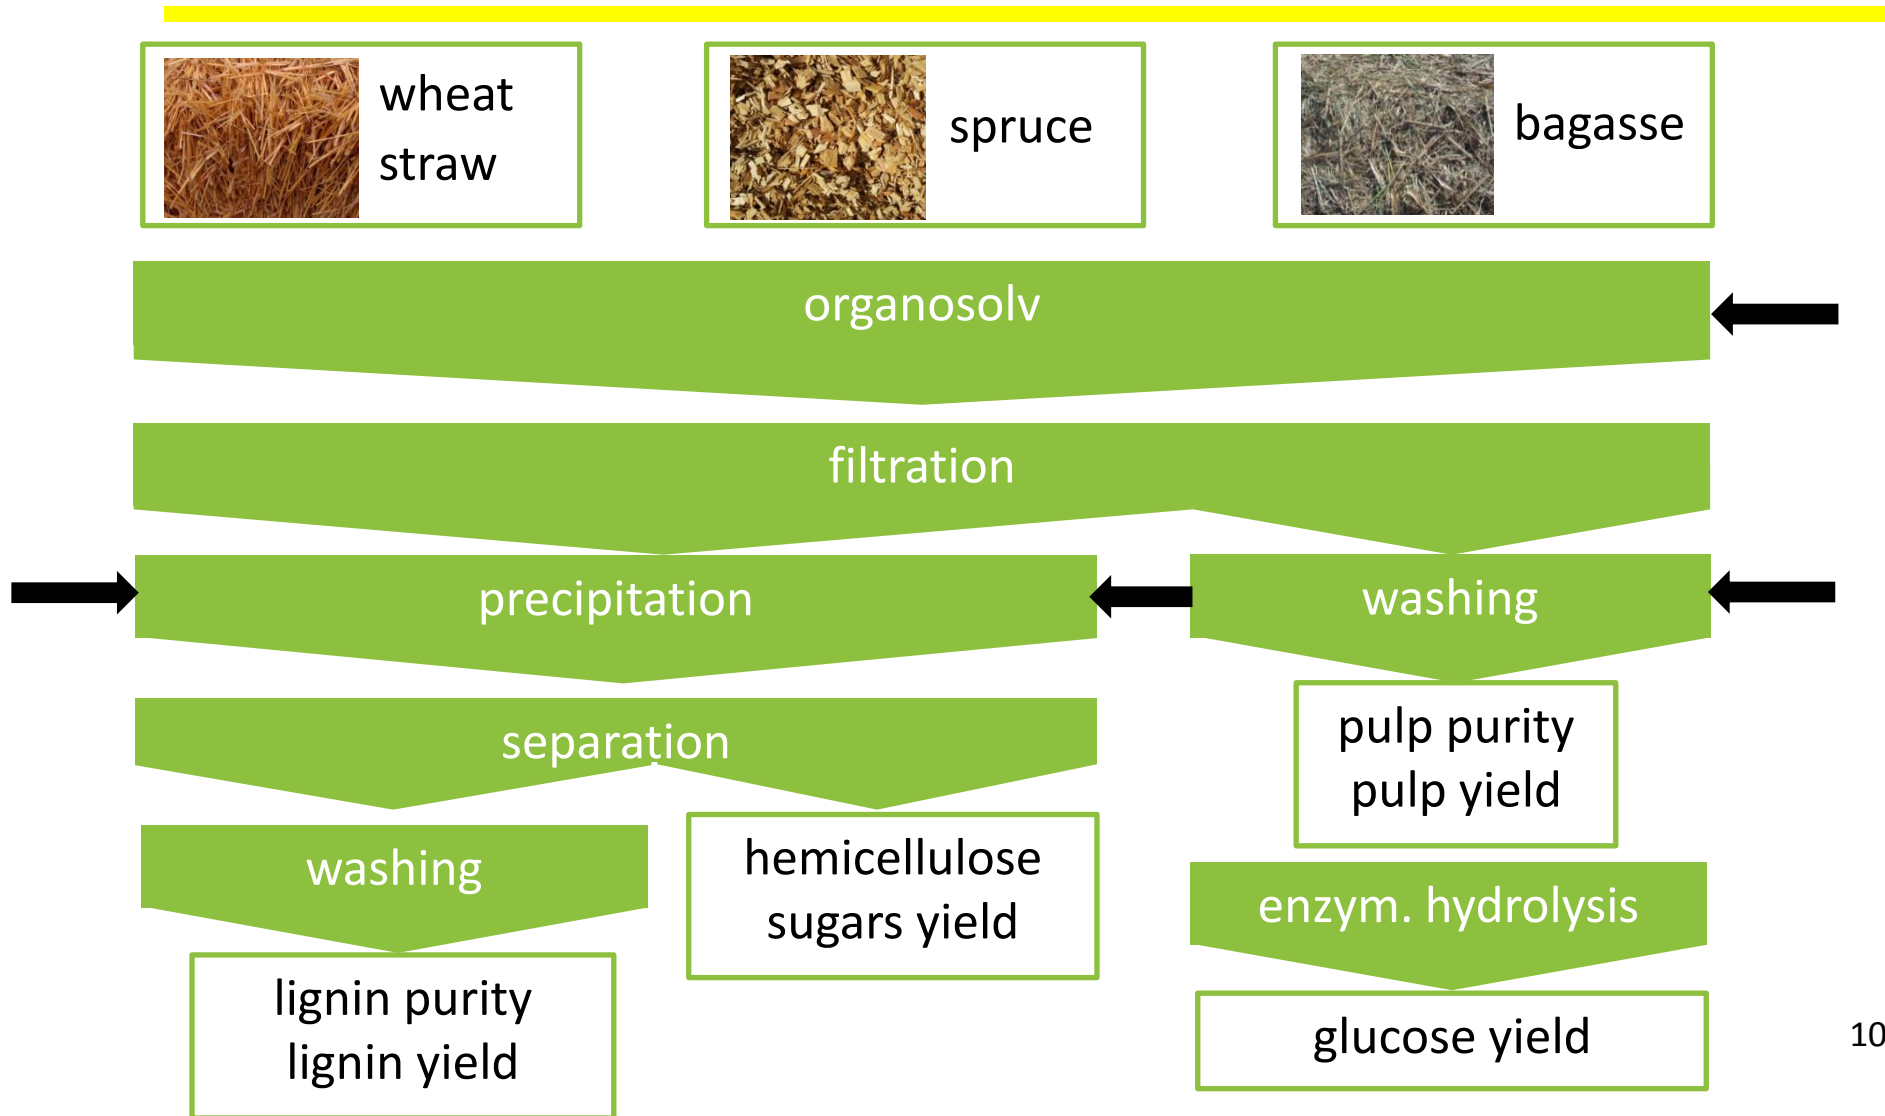 wheat
straw
spruce
bagasse
organosolv
filtration
precipitation
washing
separation
pulp purity
pulp yield
washing
hemicellulose
sugars yield
enzym. hydrolysis
lignin purity
lignin yield
glucose yield
10